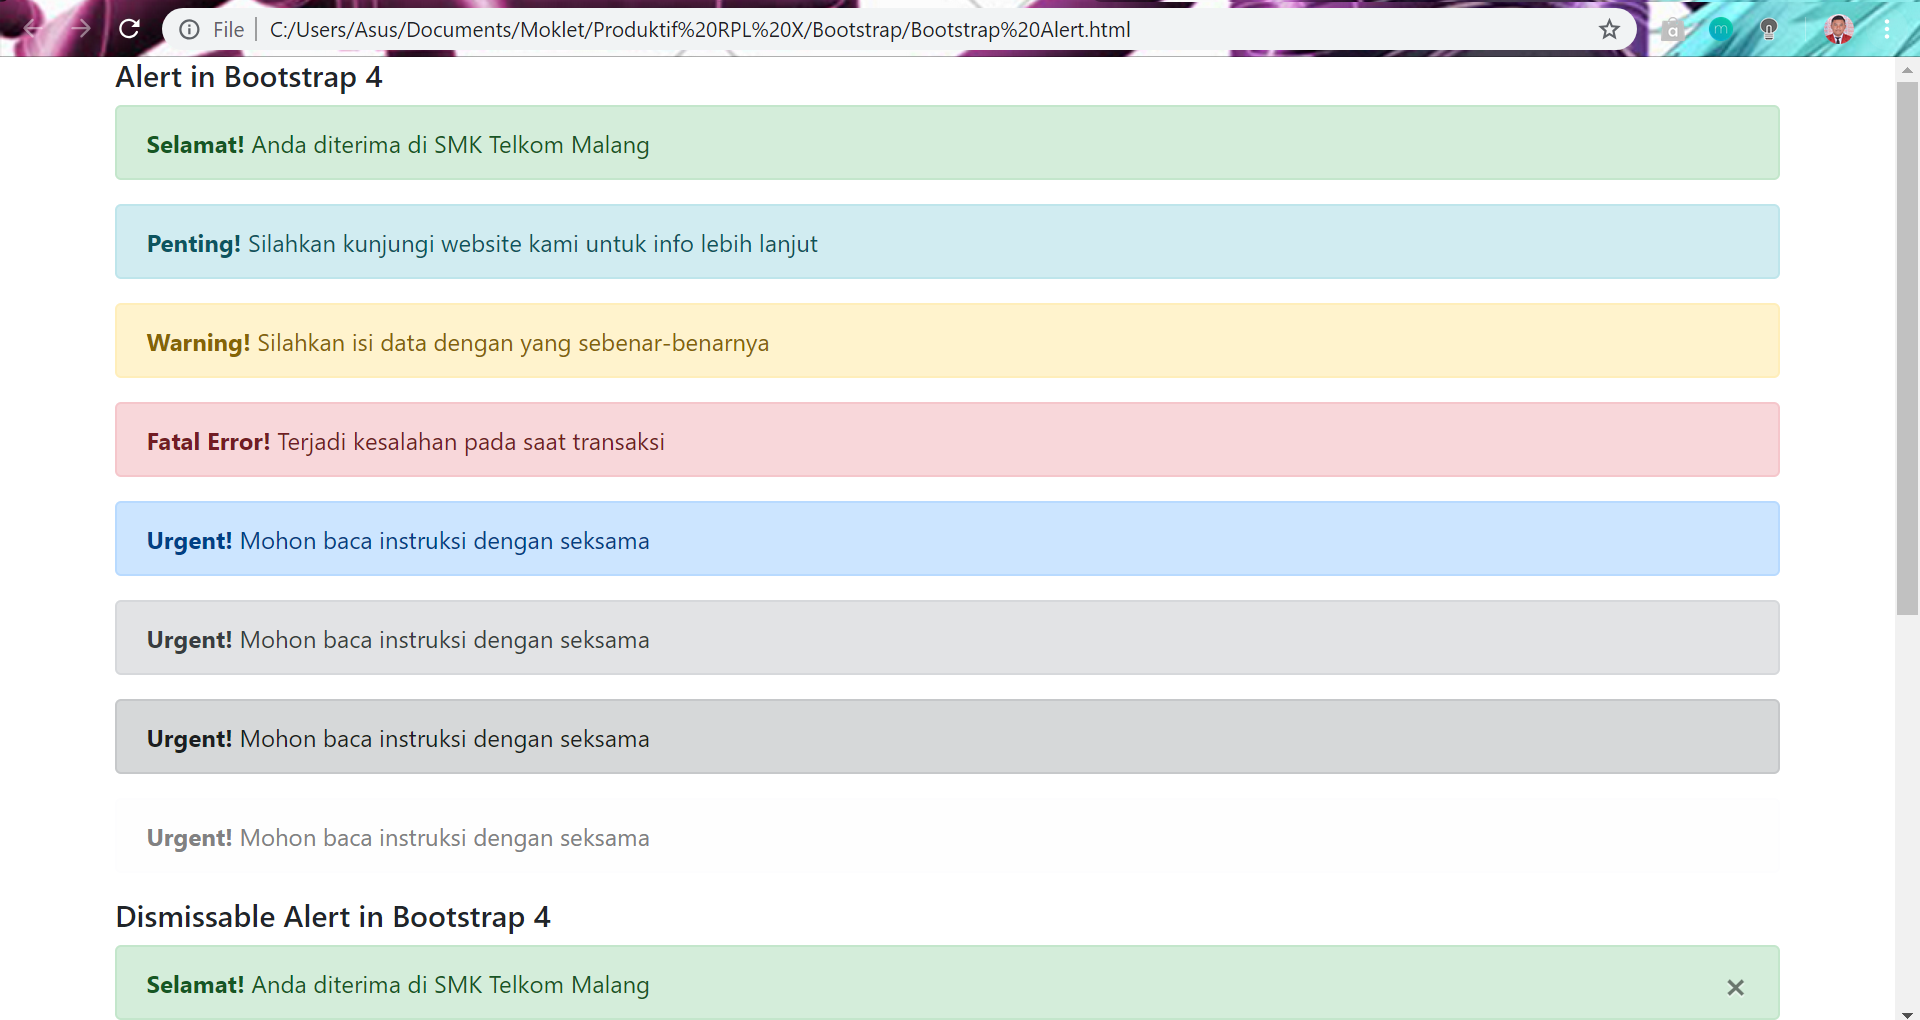 File | C:/Users/Asus/Documents/Moklet/Produktif%20RPL%20X/Bootstrap/Bootstrap%20Alert.html
Alert in Bootstrap 4
Selamat! Anda diterima di SMK Telkom Malang
Penting! Silahkan kunjungi website kami untuk info lebih lanjut
Warning! Silahkan isi data dengan yang sebenar-benarnya
Fatal Error! Terjadi kesalahan pada saat transaksi
Urgent! Mohon baca instruksi dengan seksama
Urgent! Mohon baca instruksi dengan seksama
Urgent! Mohon baca instruksi dengan seksama
Urgent! Mohon baca instruksi dengan seksama
Dismissable Alert in Bootstrap 4
Selamat! Anda diterima di SMK Telkom Malang ×